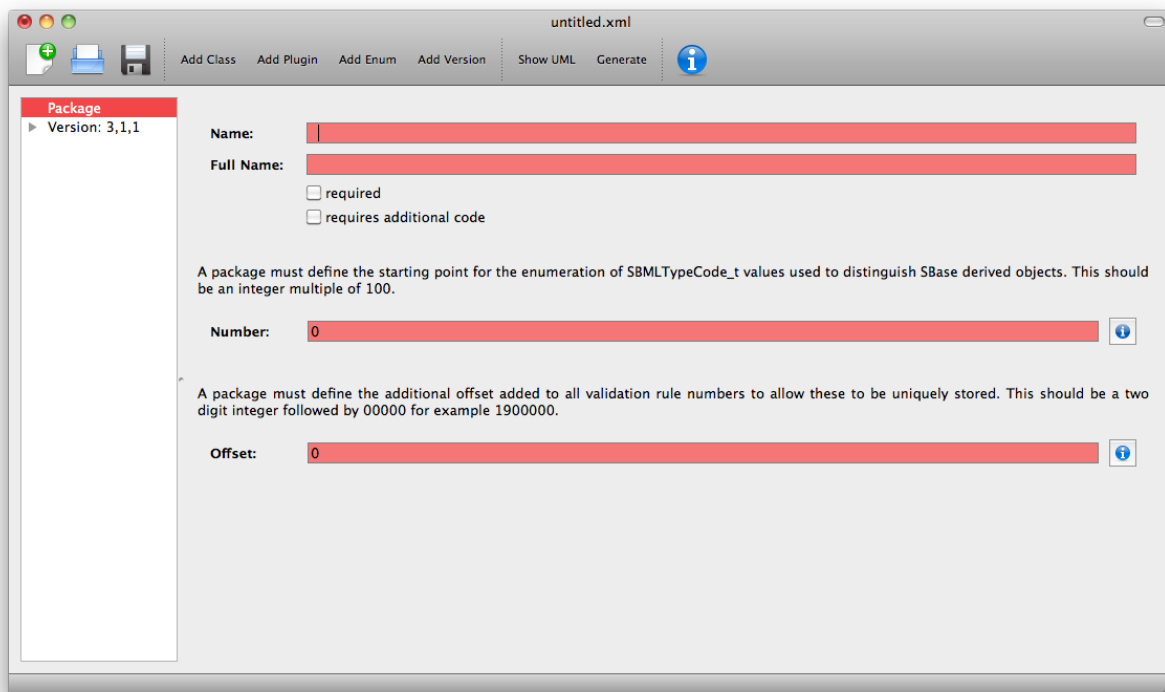 untitled.xml
Add Class Add Plugin Add Enum Add Version Show UML Generate
Package
Version: 3,1,1
Name:
Full Name:
required
requires additional code
A package must define the starting point for the enumeration of SBMLTypeCode_t values used to distinguish SBase derived objects. This should
be an integer multiple of 100.
Number: 0
A package must define the additional offset added to all validation rule numbers to allow these to be uniquely stored. This should be a two
digit integer followed by 00000 for example 1900000.
Offset: 0